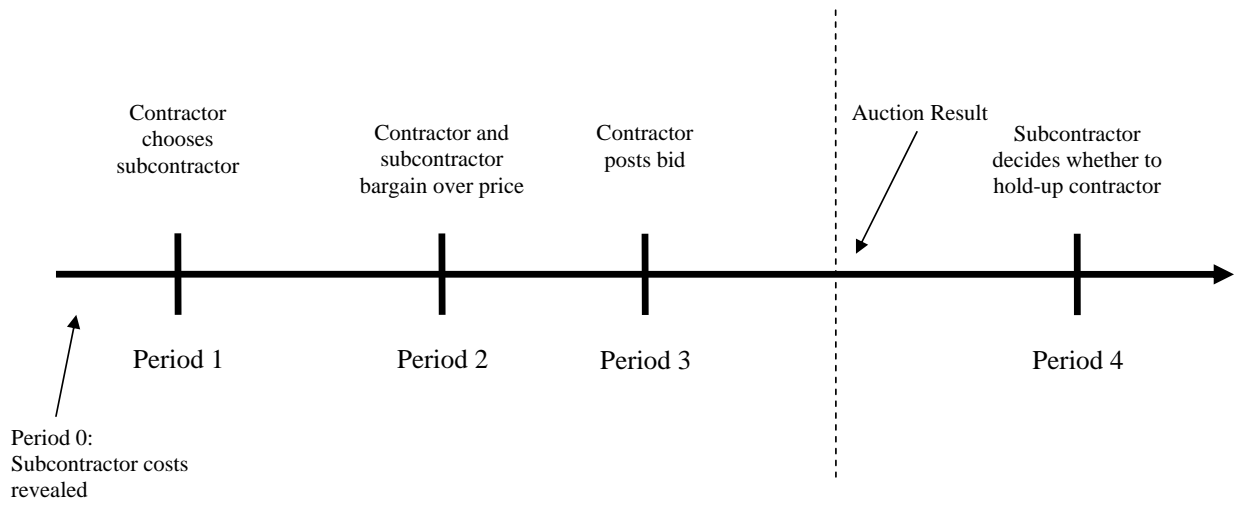 Contractor
chooses
subcontractor
Contractor and
subcontractor
bargain over price
Contractor
posts bid
Auction Result
Subcontractor
decides whether to
hold-up contractor
Period 1
Period 2
Period 3
Period 4
Period 0:
Subcontractor costs
revealed